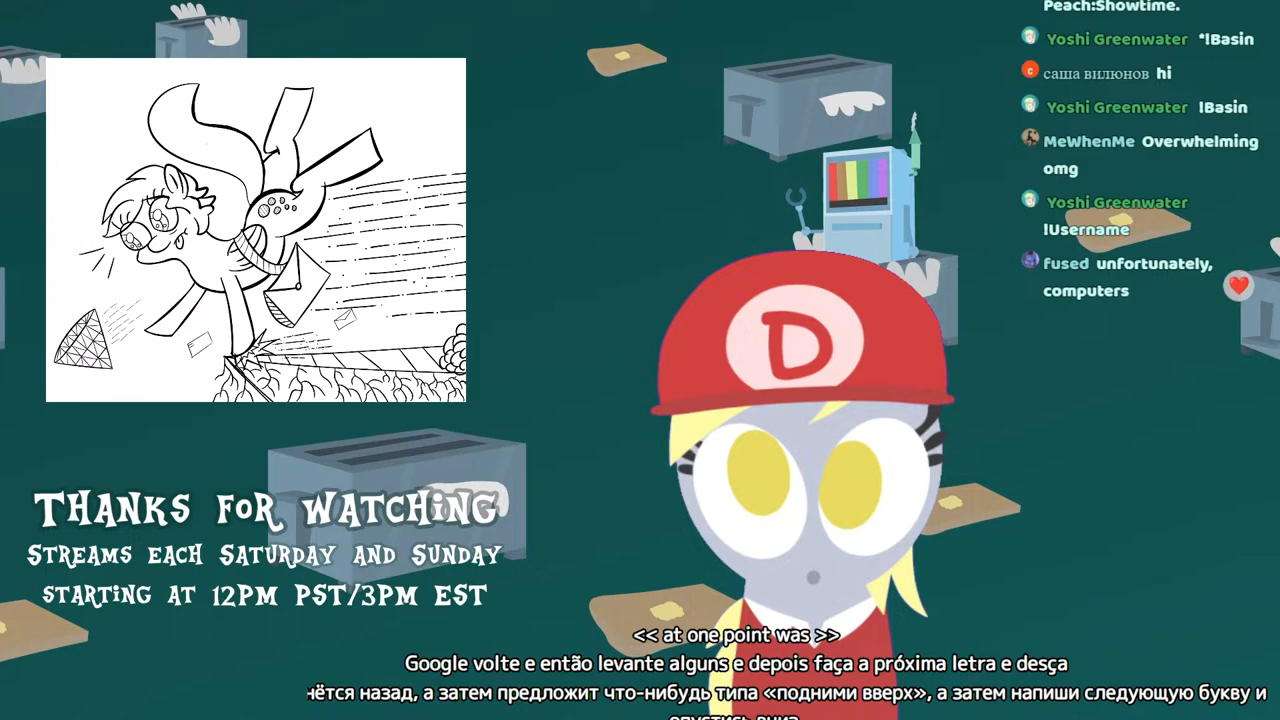 Peach:Showtime.
Yoshi Greenwater *!Basin
c саша вилюнов hi
Yoshi Greenwater !Basin
MeWhenMe Overwhelming
omg
Yoshi Greenwater
!Username
fused unfortunately,
computers
D
THANKS FOR WATCHING
STREAMS EACH SATURDAY AND SUNDAY
STARTING AT 12PM PST/3PM EST
<< at one point was >>
Google volte e então levante alguns e depois faça a próxima letra e desça
назад, а затем предложит что-нибудь типа «подними вверх», а затем напиши следующую букву и